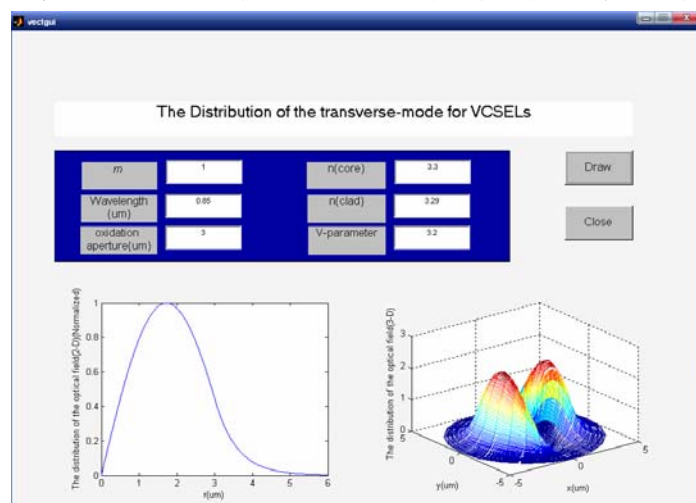 vectgui
The Distribution of the transverse-mode for VCSELs
m 1 n(core) 3.3 Draw
Wavelength (um) 0.85 n(clad) 3.29
oxidation aperture(um) 3 V-parameter 3.2 Close
The distribution of the optical field(2-D)(Normalized)
1
0.8
0.6
0.4
0.2
0
0 1 2 3 4 5 6
r(um)
The distribution of the optical field(3-D)
3
2
1
0
5
0
-5
y(um)
-5
0
5
x(um)